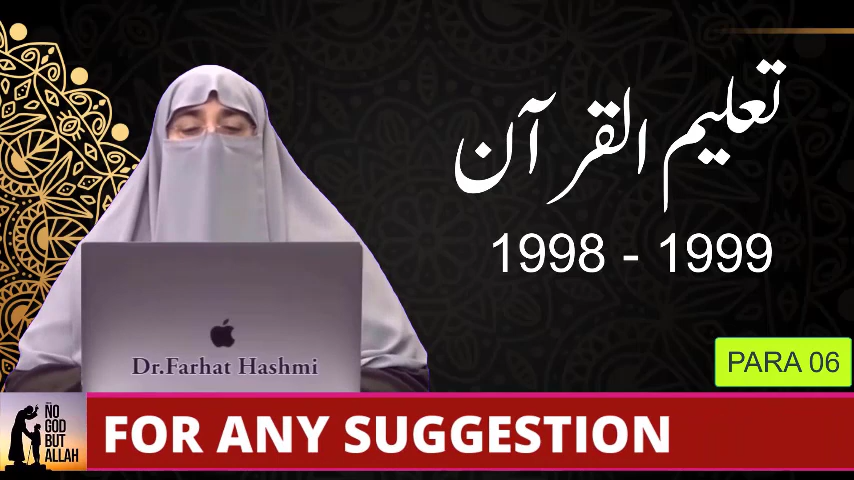 تعلیم القرآن
1998 - 1999
Dr.Farhat Hashmi
PARA 06
NO
GOD
BUT
ALLAH
FOR ANY SUGGESTION